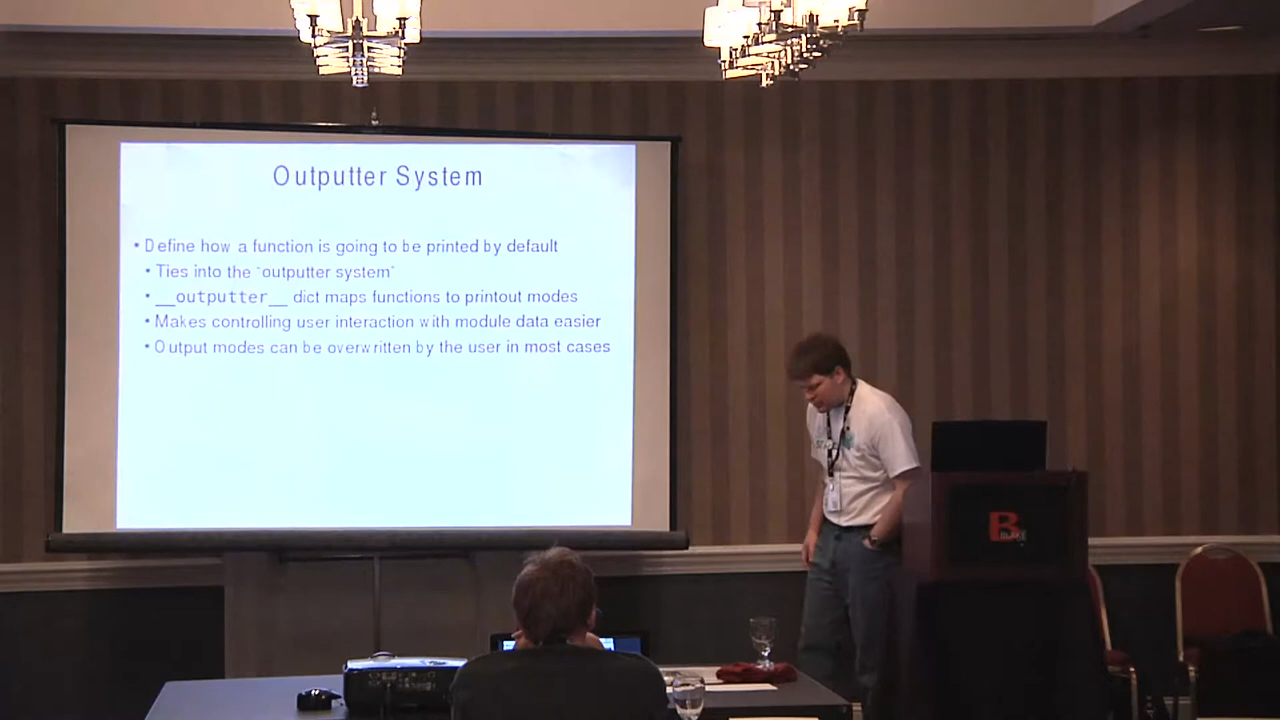 Outputter System
• Define how a function is going to be printed by default
• Ties into the "outputter system"
• __outputter__ dict maps functions to printout modes
• Makes controlling user interaction with module data easier
• Output modes can be overwritten by the user in most cases
B